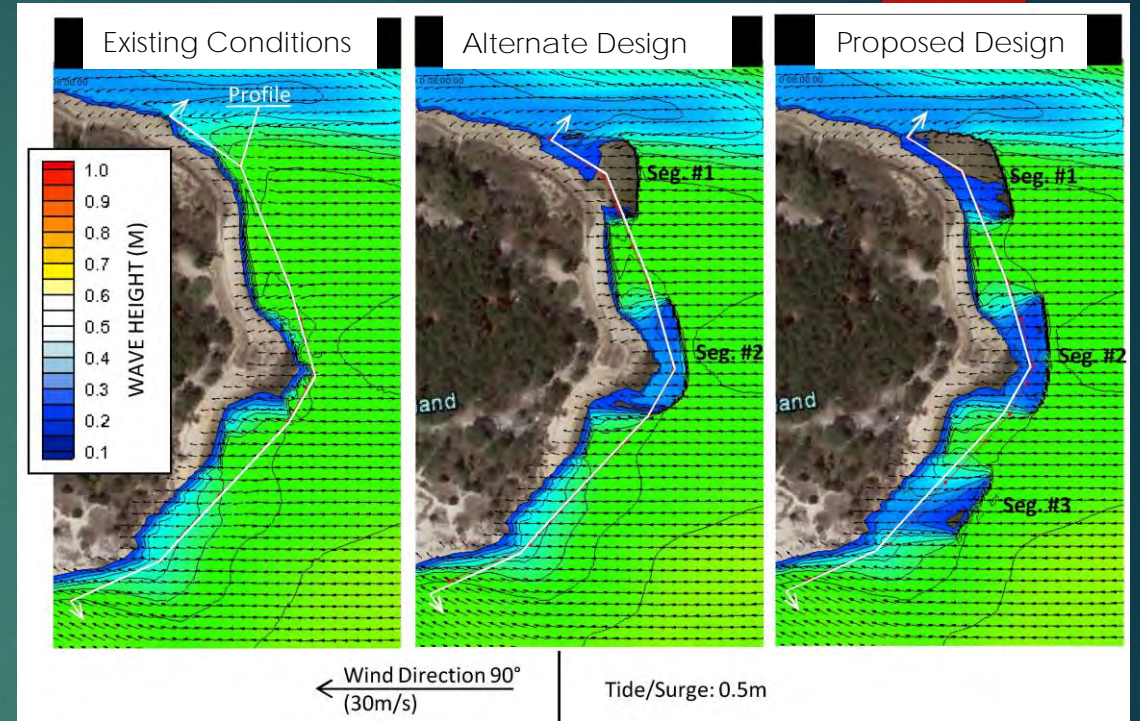 Existing Conditions
Alternate Design
Proposed Design
Profile
1.0
0.9
0.8
0.7
0.6
0.5
0.4
0.3
0.2
0.1
WAVE HEIGHT (M)
Seg. #1
Seg. #2
and
Seg. #1
Seg. #2
Seg. #3
and
Wind Direction 90°
(30m/s)
Tide/Surge: 0.5m